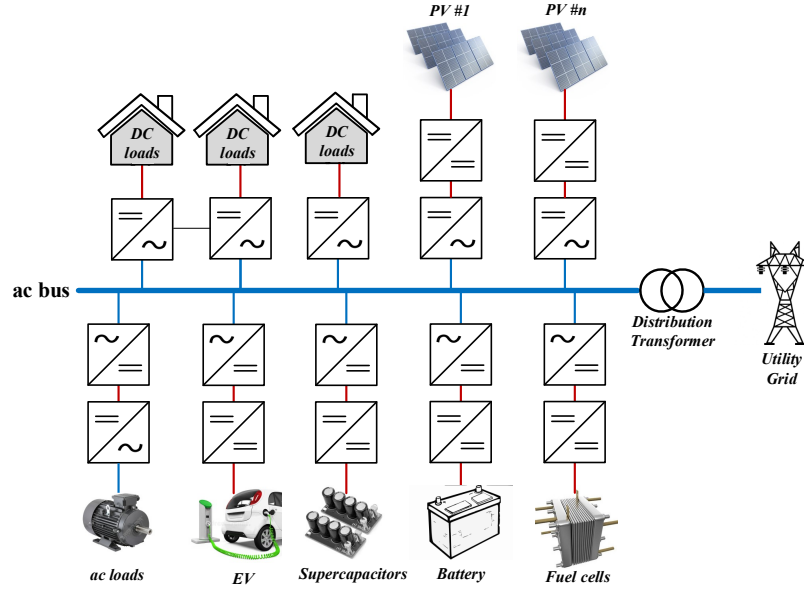 PV #1
PV #n
DC
loads
DC
loads
DC
loads
ac bus
Distribution
Transformer
Utility
Grid
ac loads
EV
Supercapacitors
Battery
Fuel cells